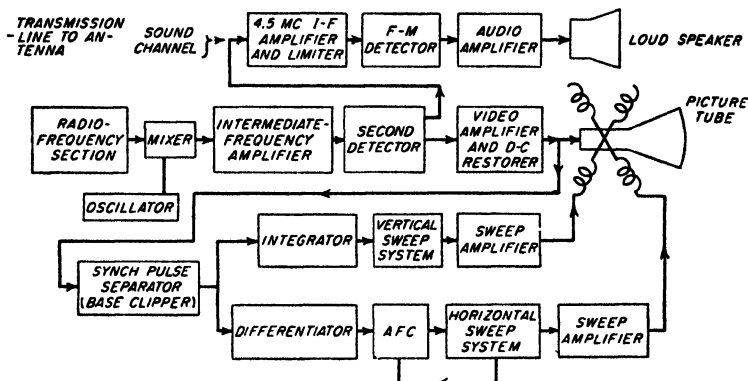 TRANSMISSION
-LINE TO AN-
TENNA
SOUND
CHANNEL
4.5 MC I-F
AMPLIFIER
AND LIMITER
F-M
DETECTOR
AUDIO
AMPLIFIER
LOUD SPEAKER
RADIO-
FREQUENCY
SECTION
MIXER
INTERMEDIATE-
FREQUENCY
AMPLIFIER
SECOND
DETECTOR
VIDEO
AMPLIFIER
AND D-C
RESTORER
PICTURE
TUBE
OSCILLATOR
INTEGRATOR
VERTICAL
SWEEP
SYSTEM
SWEEP
AMPLIFIER
SYNCH PULSE
SEPARATOR
(BASE CLIPPER)
DIFFERENTIATOR
AFC
HORIZONTAL
SWEEP
SYSTEM
SWEEP
AMPLIFIER